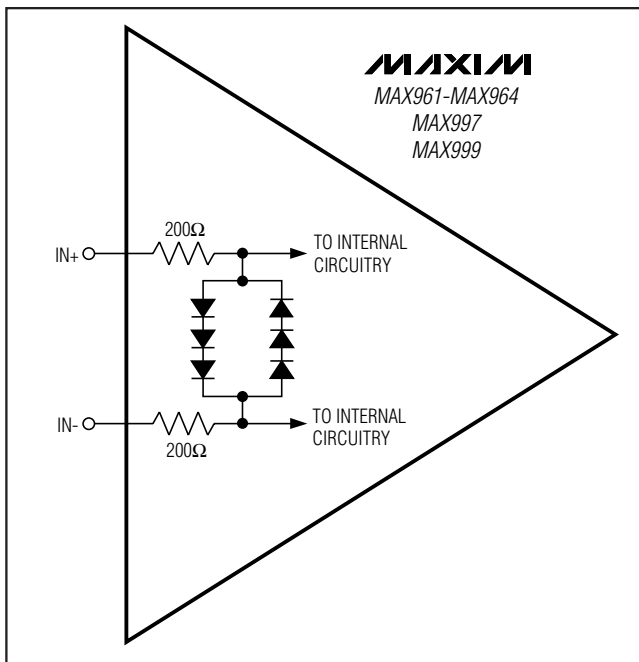 MAXIM
MAX961-MAX964
MAX997
MAX999
200Ω
TO INTERNAL
CIRCUITRY
IN+
TO INTERNAL
CIRCUITRY
IN-
200Ω